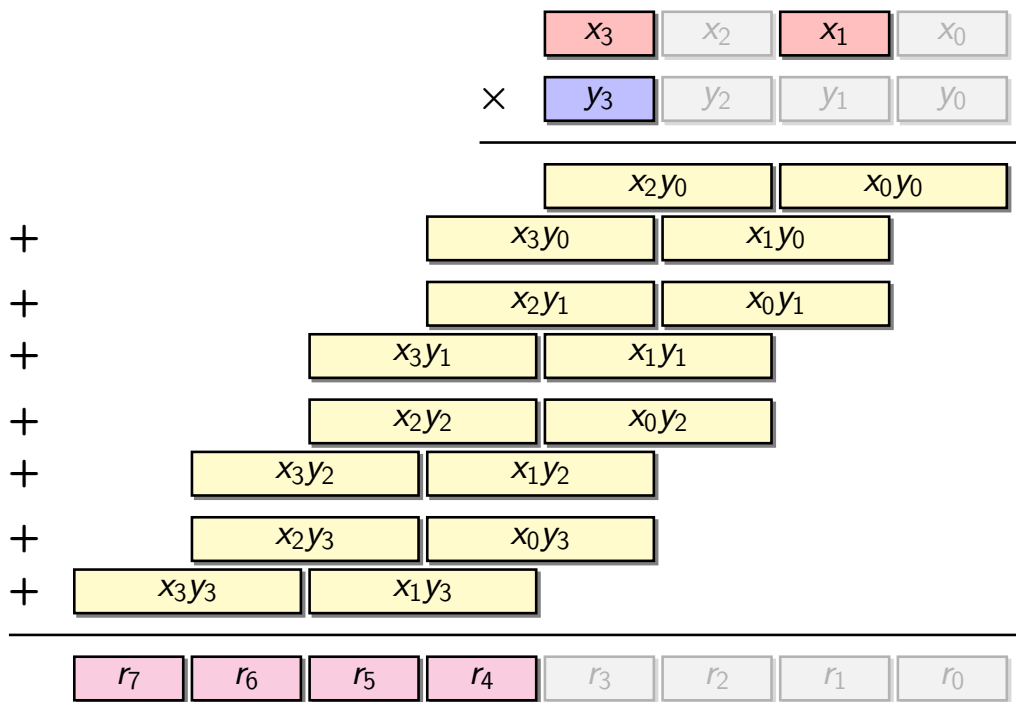 x₃ x₂ x₁ x₀
× y₃ y₂ y₁ y₀
x₂y₀ x₀y₀
+ x₃y₀ x₁y₀
+ x₂y₁ x₀y₁
+ x₃y₁ x₁y₁
+ x₂y₂ x₀y₂
+ x₃y₂ x₁y₂
+ x₂y₃ x₀y₃
+ x₃y₃ x₁y₃
r₇ r₆ r₅ r₄ r₃ r₂ r₁ r₀